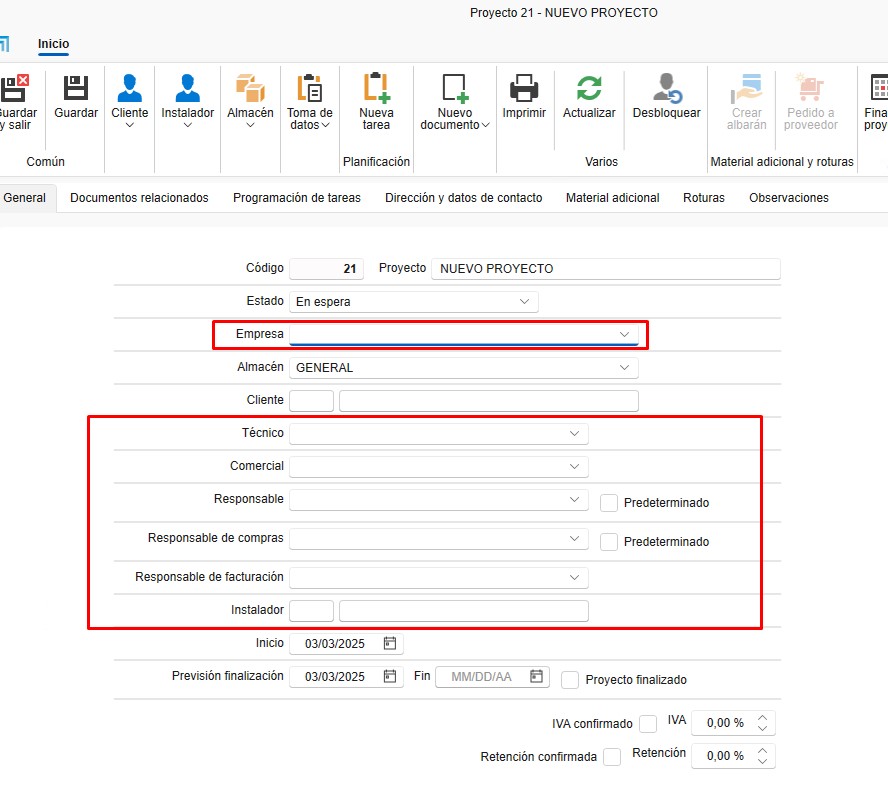 Proyecto 21 - NUEVO PROYECTO
Inicio
Guardar y salir
Guardar
Cliente
Instalador
Almacén
Toma de datos
Nueva tarea
Nuevo documento
Imprimir
Actualizar
Desbloquear
Crear albarán
Pedido a proveedor
Común
Planificación
Varios
Material adicional y roturas
General Documentos relacionados Programación de tareas Dirección y datos de contacto Material adicional Roturas Observaciones
Código 21 Proyecto NUEVO PROYECTO
Estado En espera
Empresa
Almacén GENERAL
Cliente
Técnico
Comercial
Responsable Predeterminado
Responsable de compras Predeterminado
Responsable de facturación
Instalador
Inicio 03/03/2025
Previsión finalización 03/03/2025 Fin MM/DD/AA Proyecto finalizado
IVA confirmado IVA 0,00 %
Retención confirmada Retención 0,00 %